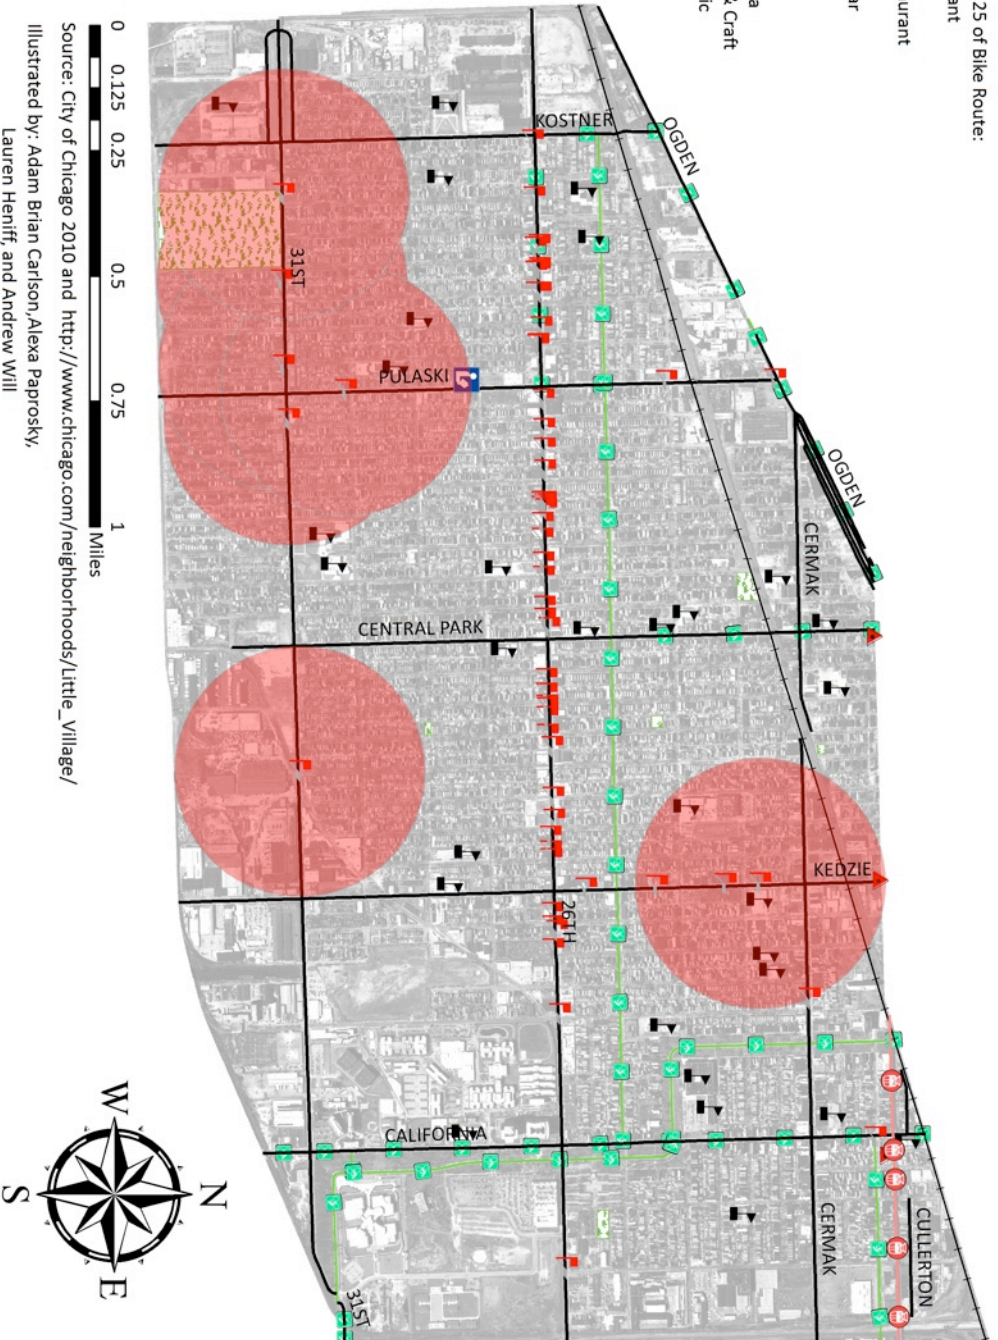 25 of Bike Route:
ant
urant
ar
a
& Craft
ic
OGDEN
KOSTNER
OGDEN
31ST
PULASKI
CERMAK
CENTRAL PARK
KEDZIE
26TH
CALIFORNIA
CERMAK
CULLERTON
31ST
0 0.125 0.25 0.5 0.75 1
Miles
Source: City of Chicago 2010 and http://www.chicago.com/neighborhoods/Little_Village/
Illustrated by: Adam Brian Carlson,Alexa Paprosky,
Lauren Heniff, and Andrew Will
N
W
E
S